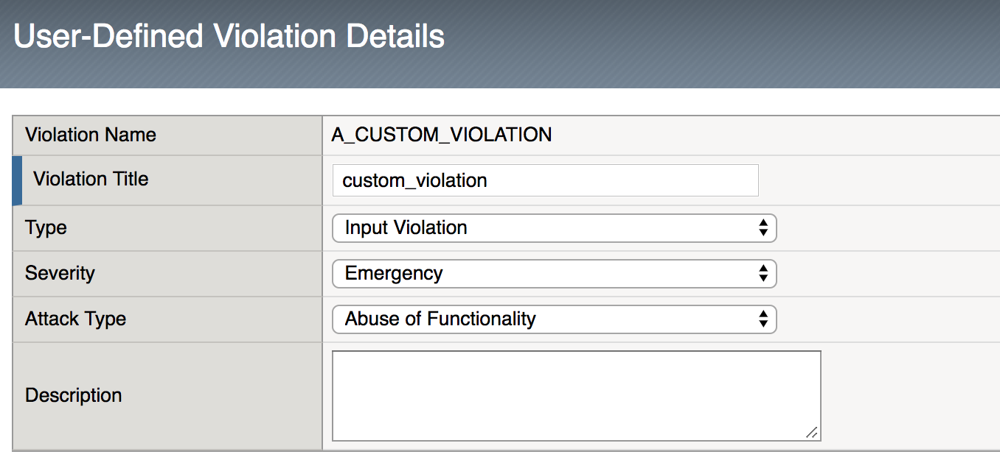 User-Defined Violation Details
Violation Name A_CUSTOM_VIOLATION
Violation Title custom_violation
Type Input Violation
Severity Emergency
Attack Type Abuse of Functionality
Description